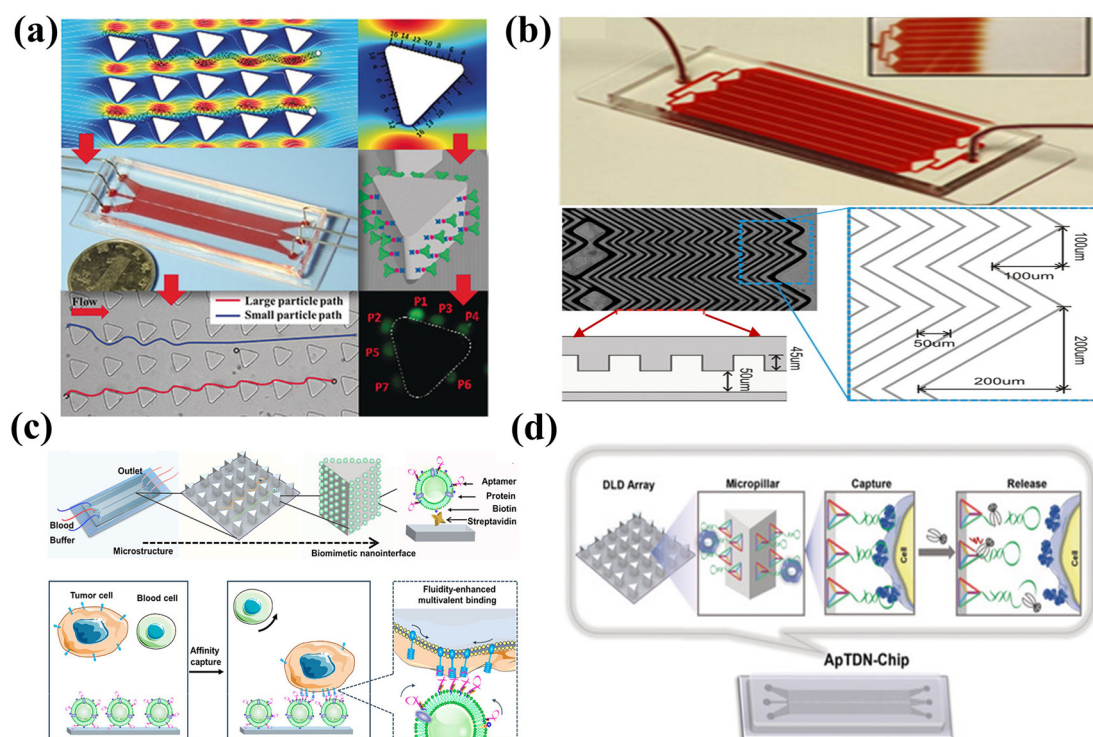 (a)
Flow
Large particle path
Small particle path
P1
P2
P3
P4
P5
P6
P7
(b)
100um
100um
50um
200um
200um
45um
50um
(c)
Outlet
Blood
Buffer
Microstructure
Biomimetic nanointerface
Aptamer
Protein
Biotin
Streptavidin
Tumor cell
Blood cell
Affinity
capture
Fluidity-enhanced
multivalent binding
(d)
DLD Array
Micropillar
Capture
Release
Cell
Cell
ApTDN-Chip